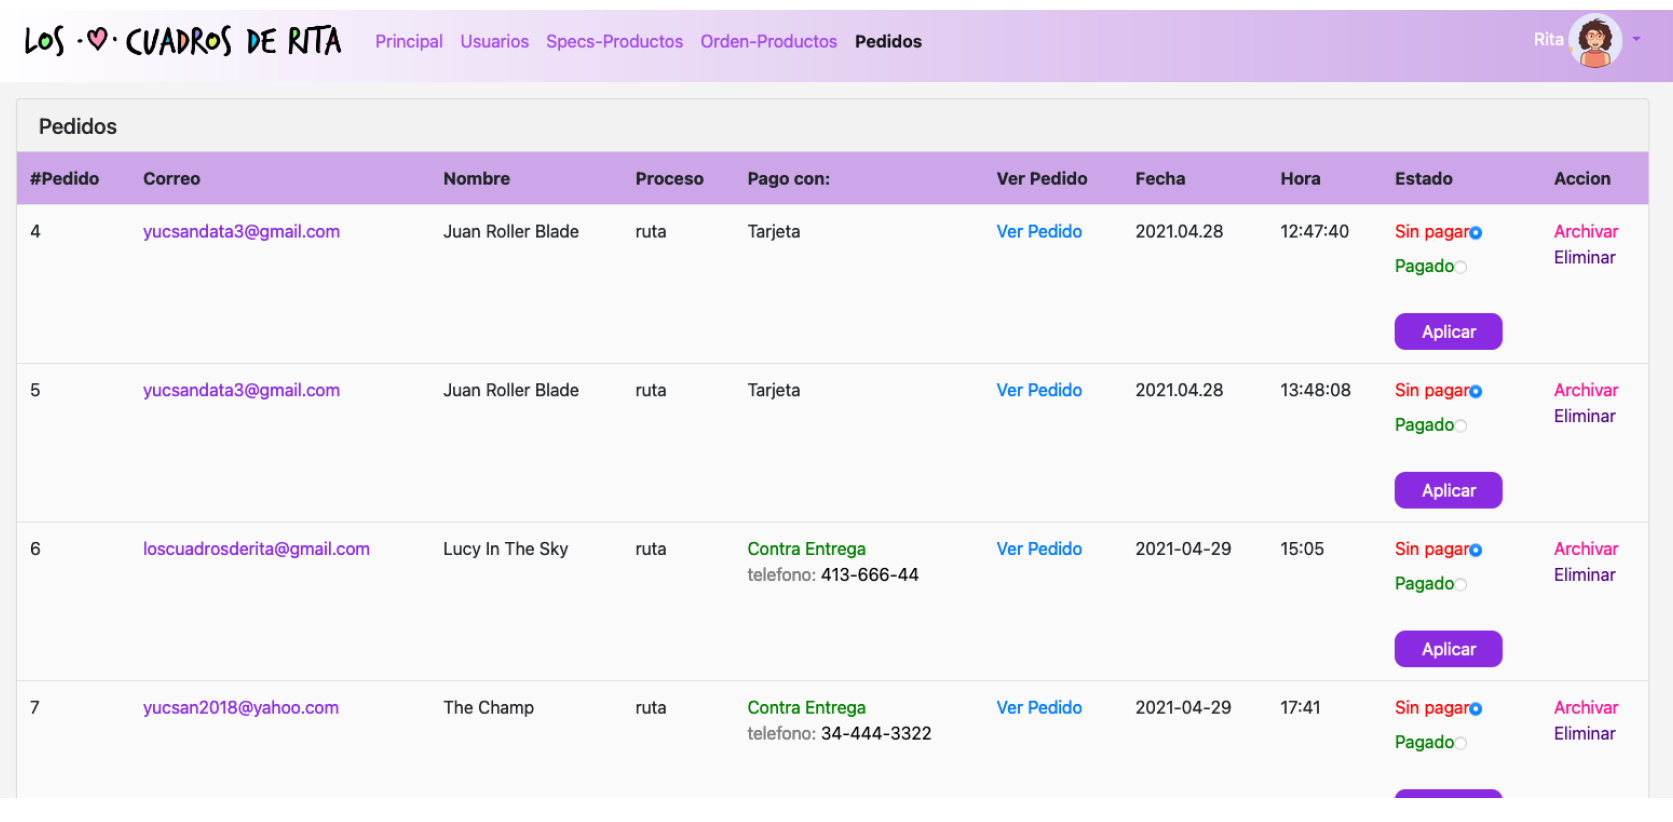 LOS CUADROS DE RITA Principal Usuarios Specs-Productos Orden-Productos Pedidos Rita
Pedidos
#Pedido Correo Nombre Proceso Pago con: Ver Pedido Fecha Hora Estado Accion
4 yucsandata3@gmail.com Juan Roller Blade ruta Tarjeta Ver Pedido 2021.04.28 12:47:40 Sin pagar Archivar
Eliminar
Pagado
Aplicar
5 yucsandata3@gmail.com Juan Roller Blade ruta Tarjeta Ver Pedido 2021.04.28 13:48:08 Sin pagar Archivar
Eliminar
Pagado
Aplicar
6 loscuadrosderita@gmail.com Lucy In The Sky ruta Contra Entrega Ver Pedido 2021-04-29 15:05 Sin pagar Archivar
telefono: 413-666-44 Eliminar
Pagado
Aplicar
7 yucsan2018@yahoo.com The Champ ruta Contra Entrega Ver Pedido 2021-04-29 17:41 Sin pagar Archivar
telefono: 34-444-3322 Eliminar
Pagado